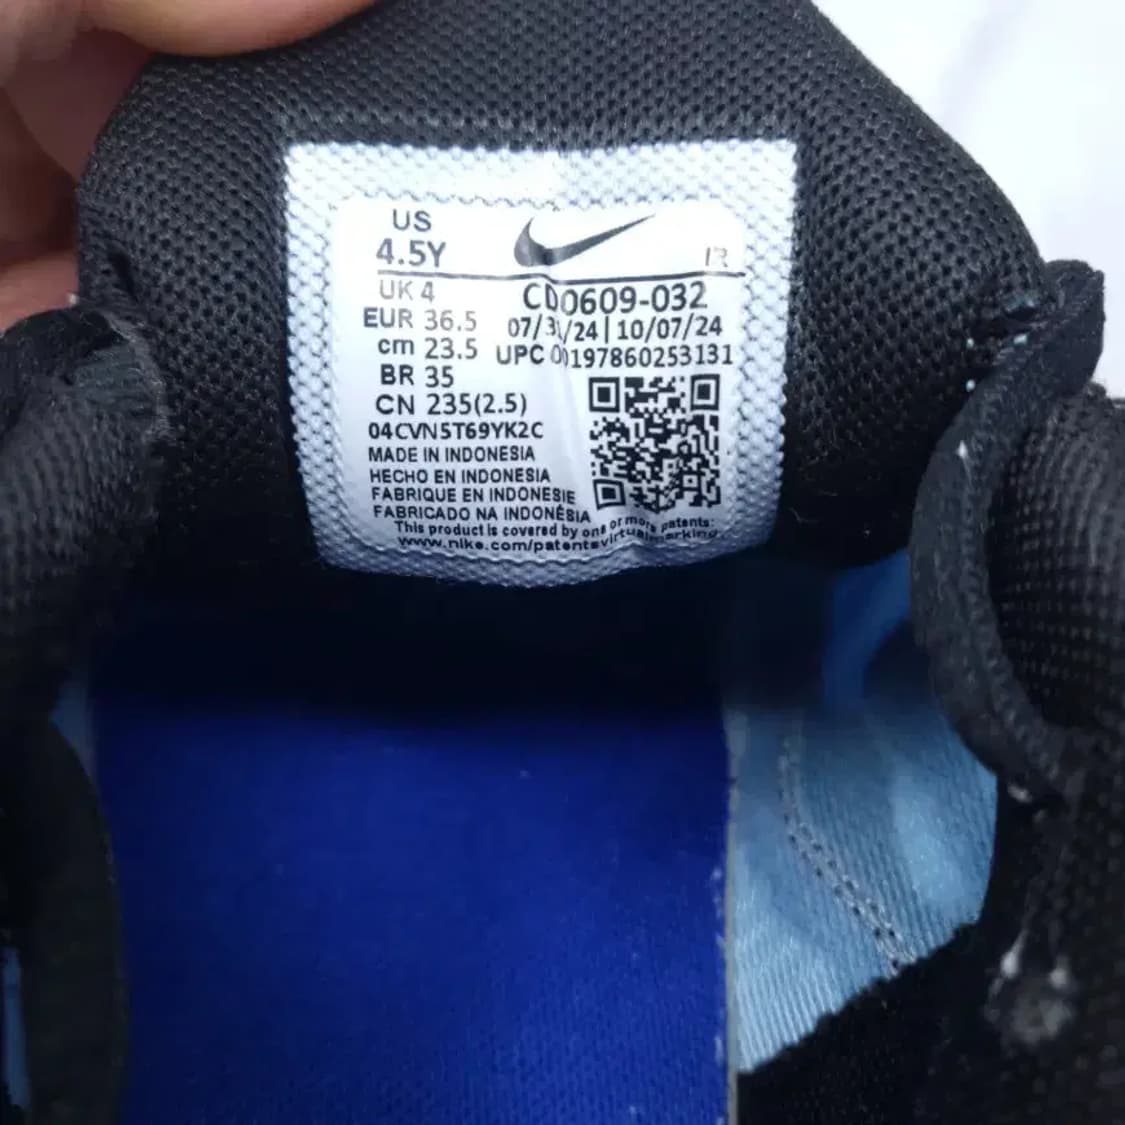 US
4.5Y
IR
UK 4
EUR 36.5
cm 23.5
BR 35
CN 235(2.5)
CD0609-032
07/31/24 | 10/07/24
UPC 00197860253131
04CVN5T69YK2C
MADE IN INDONESIA
HECHO EN INDONESIA
FABRIQUE EN INDONESIE
FABRICADO NA INDONÉSIA
This product is covered by one or more patents:
www.nike.com/patentsvirtualmarking